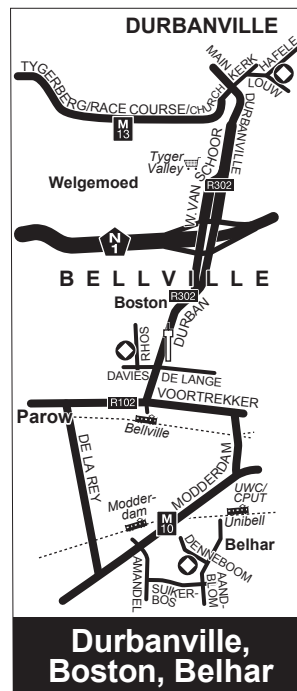 DURBANVILLE
MAIN
KERK
HAFELE
LOUW
TYGERBERG/RACE COURSE/CHURCH
M
13
DURBANVILLE
Tyger
Valley
W.VAN SCHOOR
R302
Welgemoed
N
1
BELLVILLE
R302
Boston
DURBAN
RHOS
DAVIES
DE LANGE
VOORTREKKER
R102
Parow
Bellville
DE LA REY
MODDERDAM
UWC/
CPUT
Modder-
dam
M
10
Unibell
Belhar
DENNEBOOM
AMANDEL
SUIKER-
BOS
AAND-
BLOM
Durbanville,
Boston, Belhar